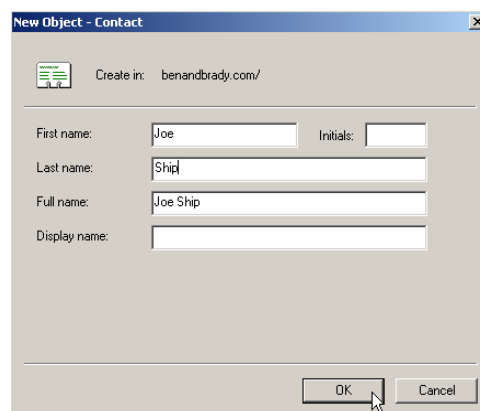 New Object - Contact
Create in: benandbrady.com/
First name: Joe Initials:
Last name: Ship
Full name: Joe Ship
Display name:
OK Cancel